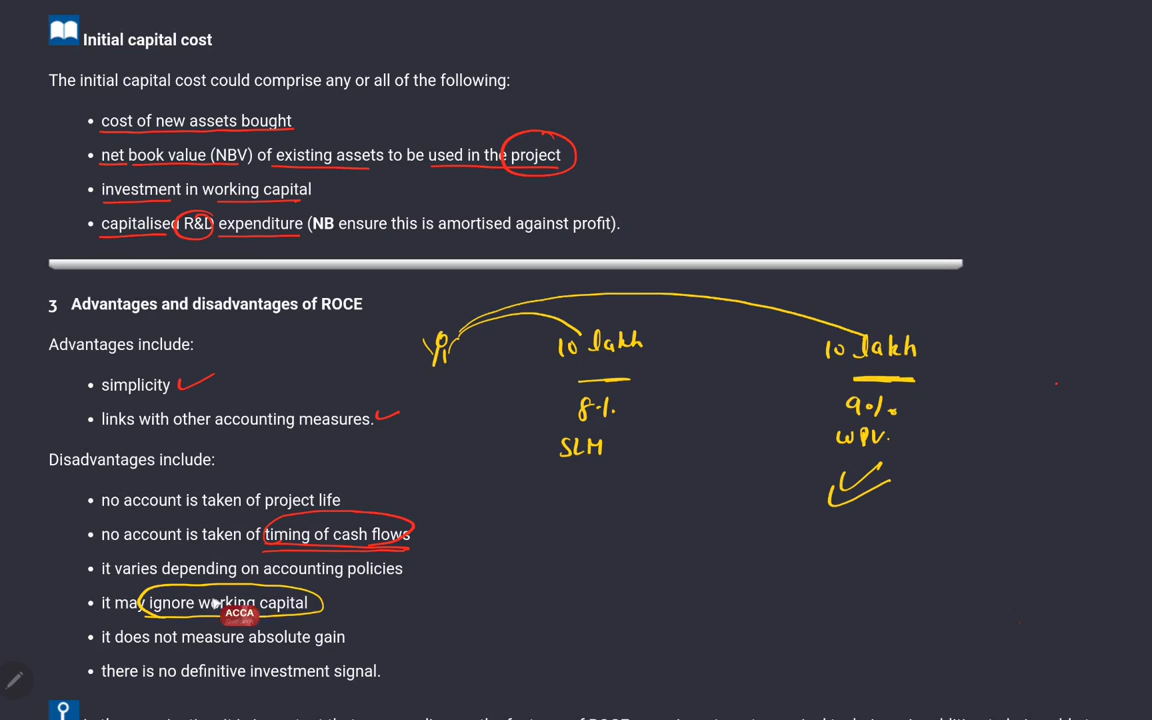 Initial capital cost
The initial capital cost could comprise any or all of the following:
• cost of new assets bought
• net book value (NBV) of existing assets to be used in the project
• investment in working capital
• capitalised R&D expenditure (NB ensure this is amortised against profit).
3 Advantages and disadvantages of ROCE
Advantages include:
• simplicity
• links with other accounting measures.
10 lakh
8%
SLM
10 lakh
9%
Disadvantages include:
• no account is taken of project life
• no account is taken of timing of cash flows
• it varies depending on accounting policies
• it may ignore working capital
ACCA
• it does not measure absolute gain
• there is no definitive investment signal.